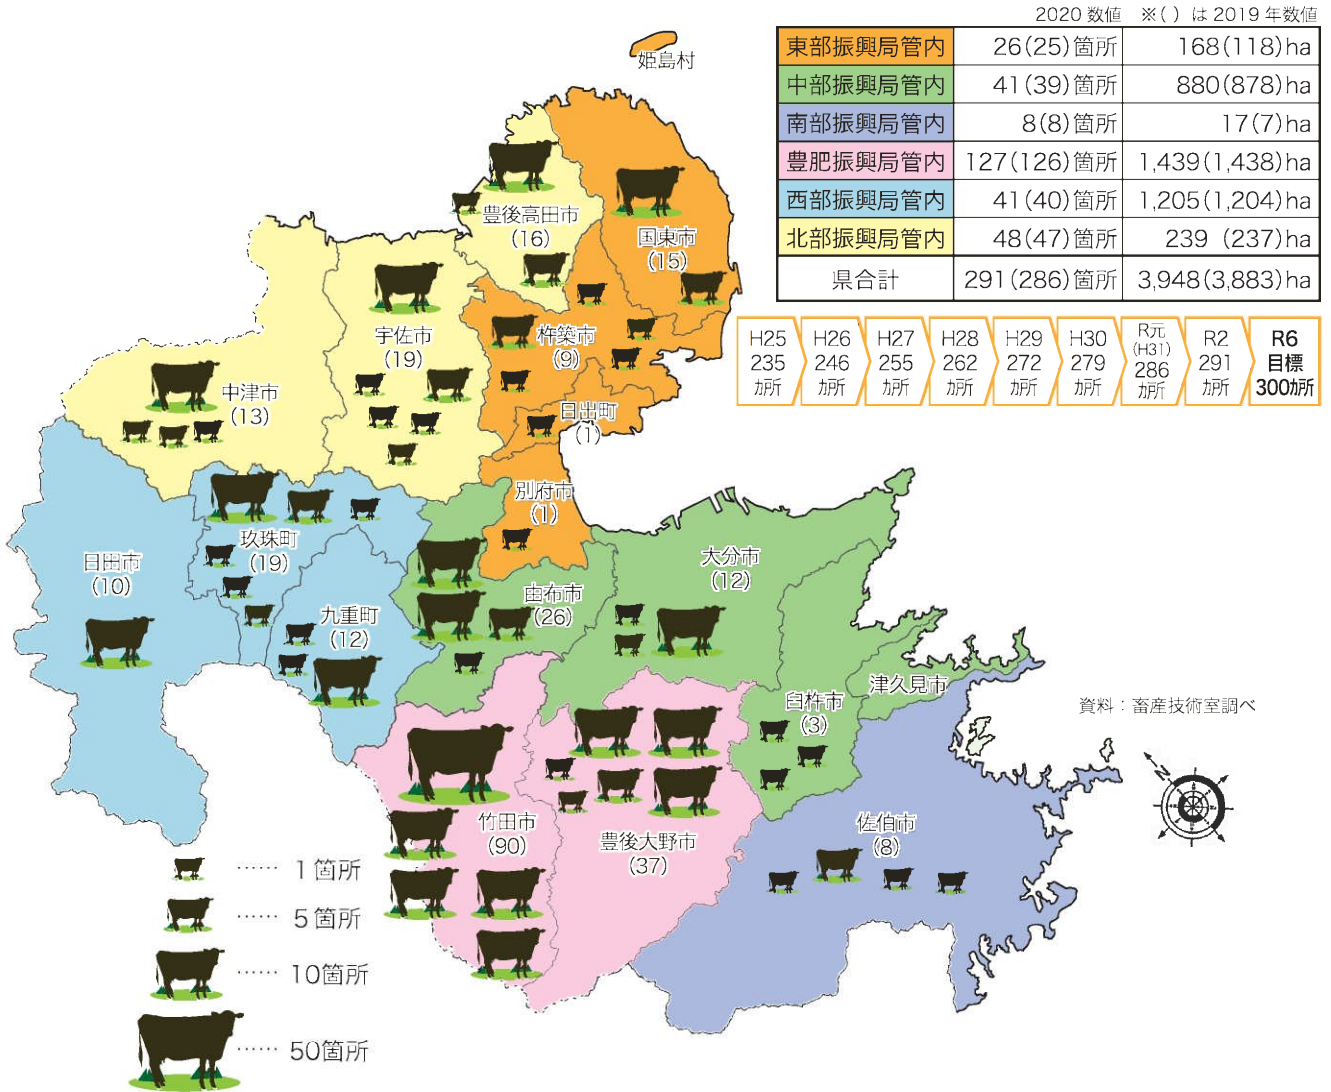 2020 数値 ※( ) は 2019 年数値
東部振興局管内 26(25)箇所 168(118)ha
中部振興局管内 41(39)箇所 880(878)ha
南部振興局管内 8(8)箇所 17(7)ha
豊肥振興局管内 127(126)箇所 1,439(1,438)ha
西部振興局管内 41(40)箇所 1,205(1,204)ha
北部振興局管内 48(47)箇所 239 (237)ha
県合計 291(286)箇所 3,948(3,883)ha
H25
235
カ所
H26
246
カ所
H27
255
カ所
H28
262
カ所
H29
272
カ所
H30
279
カ所
R元
(H31)
286
カ所
R2
291
カ所
R6
目標
300カ所
姫島村
豊後高田市
(16)
国東市
(15)
宇佐市
(19)
杵築市
(9)
中津市
(13)
日出町
(1)
別府市
(1)
玖珠町
(19)
日田市
(10)
九重町
(12)
由布市
(26)
大分市
(12)
津久見市
臼杵市
(3)
竹田市
(90)
豊後大野市
(37)
佐伯市
(8)
資料：畜産技術室調べ
N
…… 1箇所
…… 5箇所
…… 10箇所
…… 50箇所